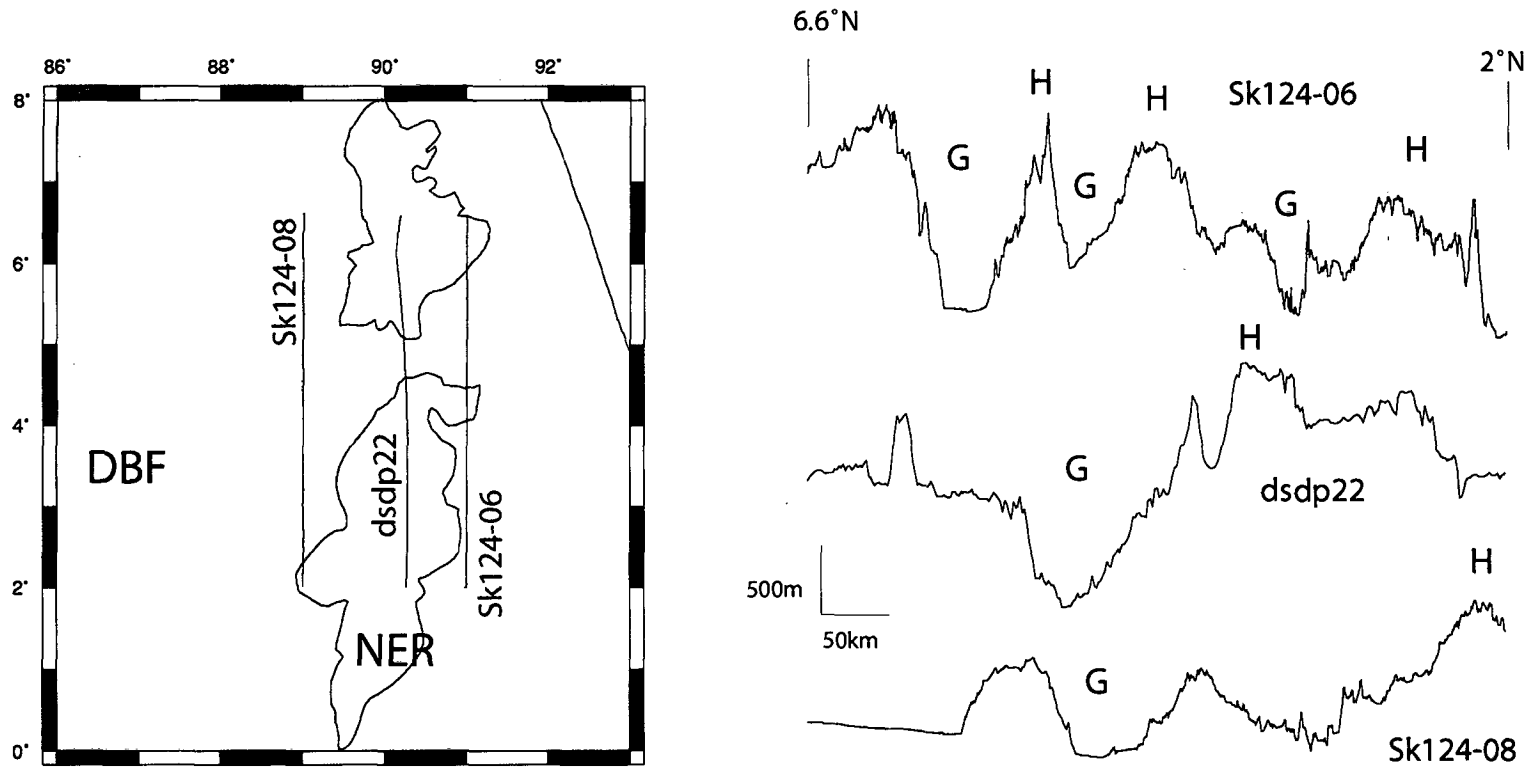 86°
88°
90°
92°
8°
6°
4°
2°
0°
Sk124-08
dsdp22
Sk124-06
DBF
NER
6.6°N
2°N
H
H
Sk124-06
H
G
G
G
H
G
dsdp22
500m
50km
H
G
Sk124-08